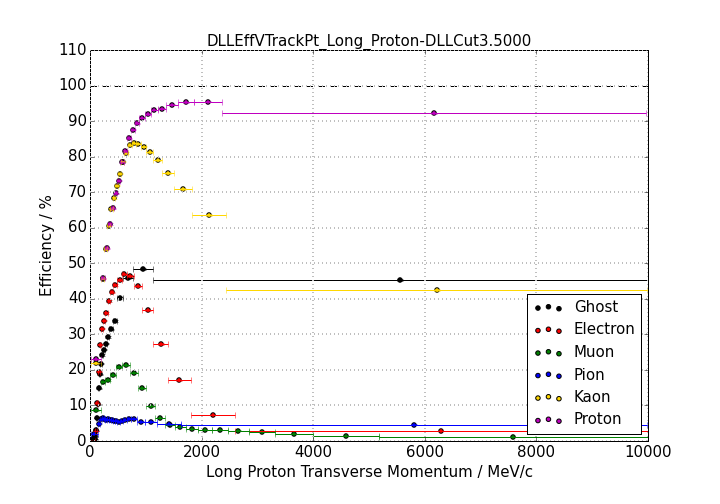 DLLEffVTrackPt_Long_Proton-DLLCut3.5000
Efficiency / %
110
100
90
80
70
60
50
40
30
20
10
0
0
2000
4000
6000
8000
10000
Long Proton Transverse Momentum / MeV/c
Ghost
Electron
Muon
Pion
Kaon
Proton